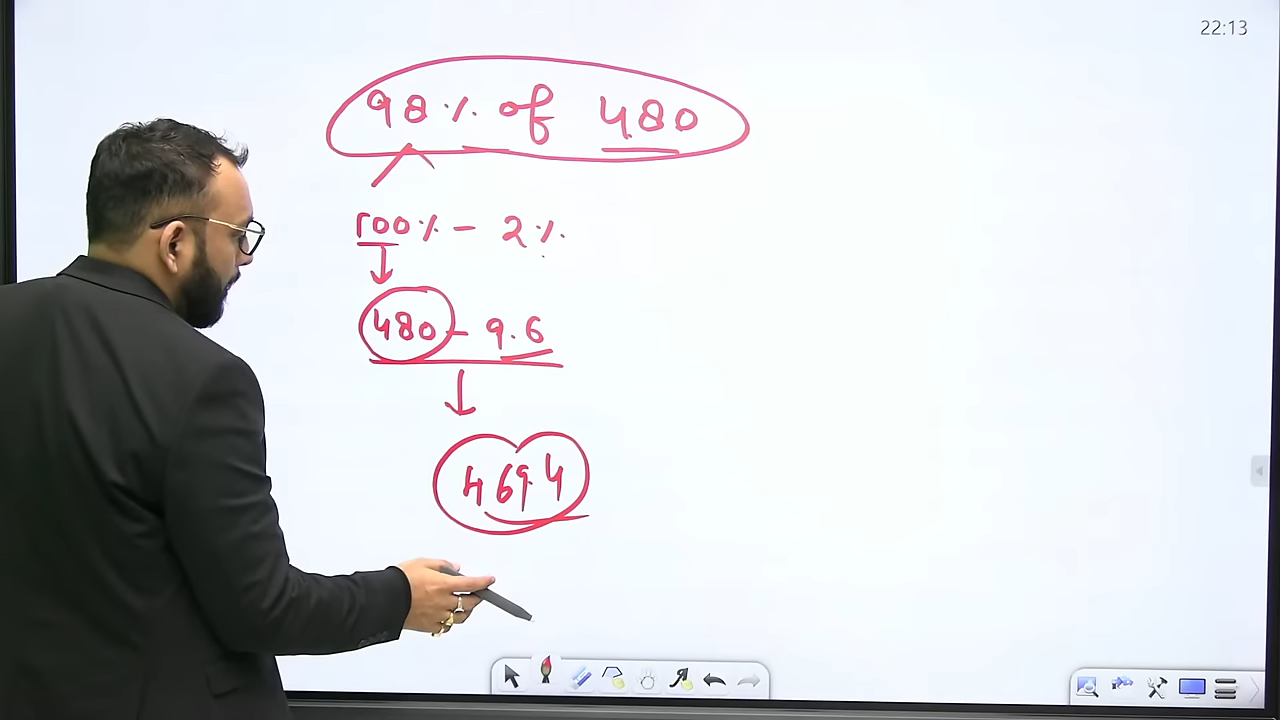 22:13
98% of 480
100% - 2%
480 - 9.6
469.4